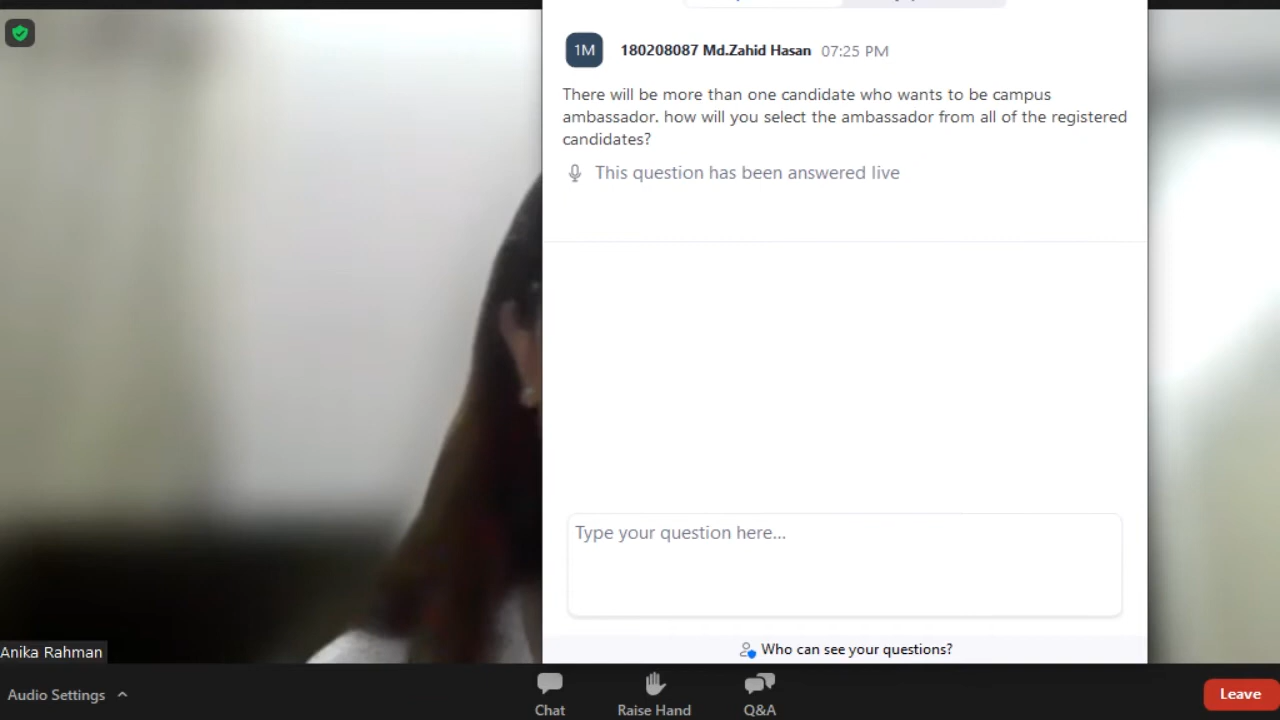 1M 180208087 Md.Zahid Hasan 07:25 PM
There will be more than one candidate who wants to be campus
ambassador. how will you select the ambassador from all of the registered
candidates?
This question has been answered live
Type your question here...
Who can see your questions?
Anika Rahman
Audio Settings
Chat
Raise Hand
Q&A
Leave